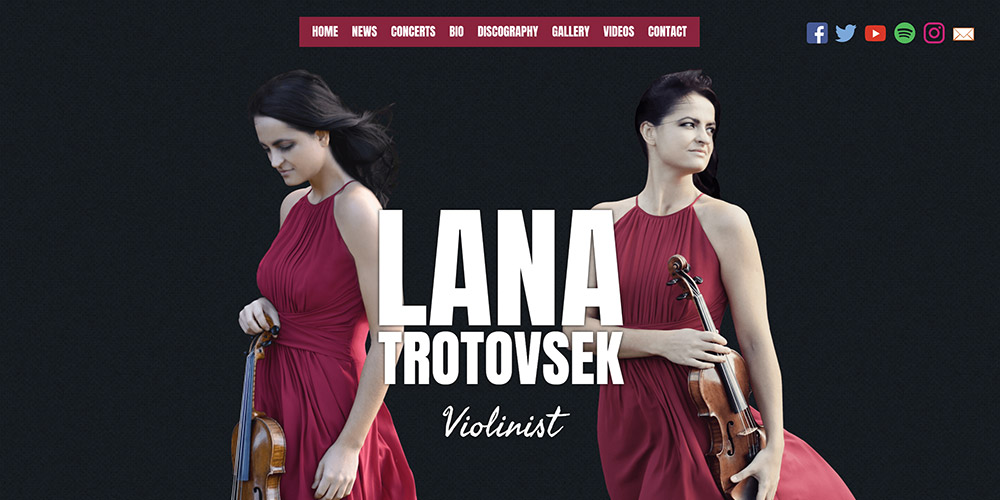 HOME NEWS CONCERTS BIO DISCOGRAPHY GALLERY VIDEOS CONTACT
LANA
TROTOVSEK
Violinist